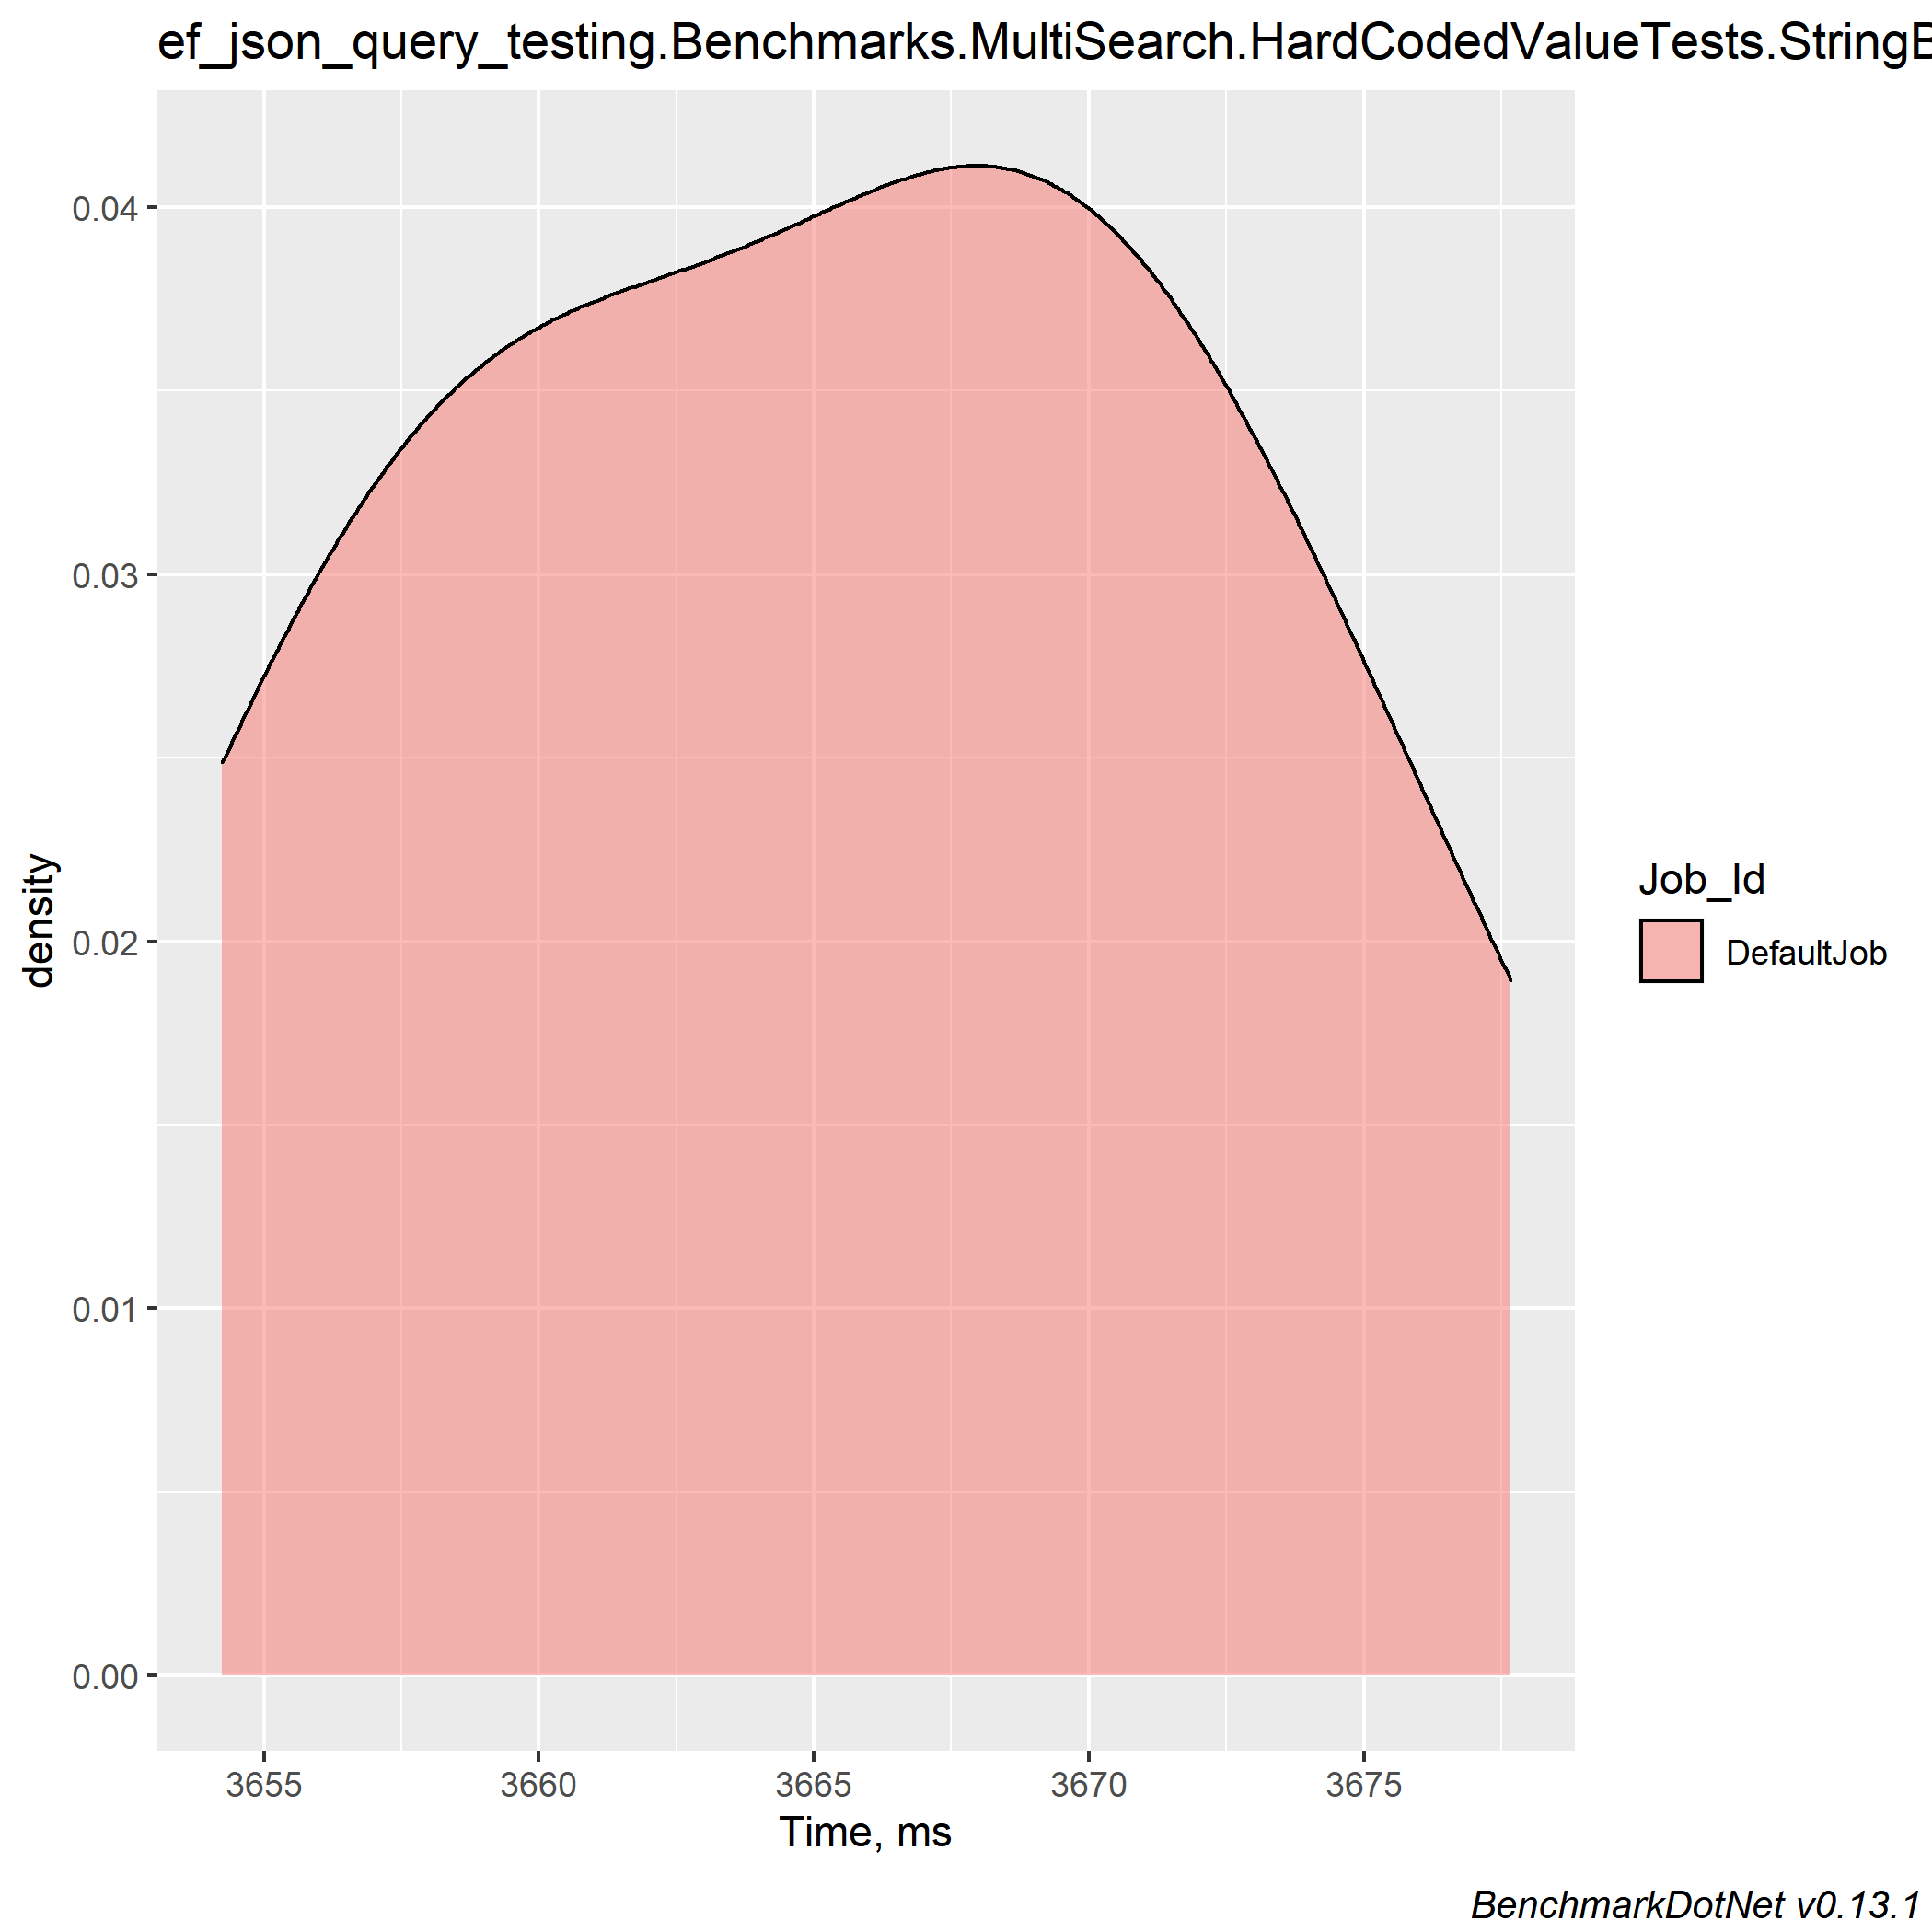 ef_json_query_testing.Benchmarks.MultiSearch.HardCodedValueTests.StringB
0.04
0.03
0.02
0.01
0.00
density
3655 3660 3665 3670 3675
Time, ms
Job_Id
DefaultJob
BenchmarkDotNet v0.13.1